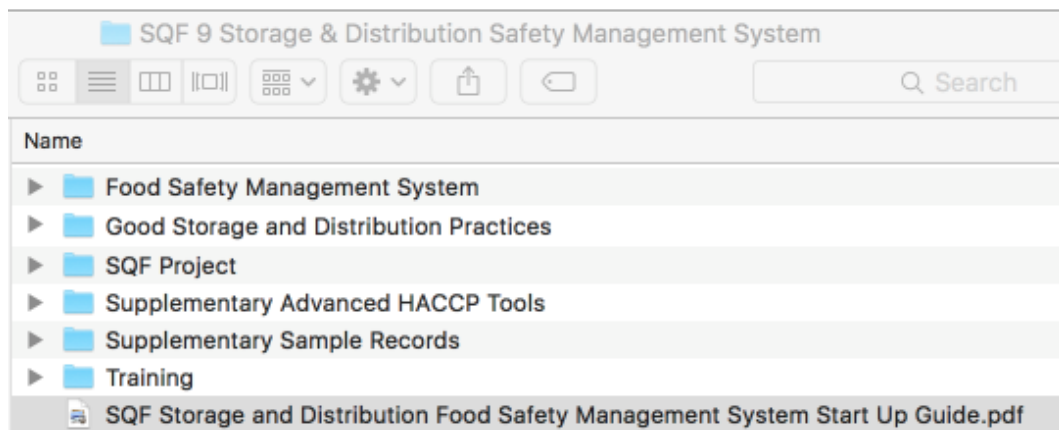 SQF 9 Storage & Distribution Safety Management System
Search
Name
Food Safety Management System
Good Storage and Distribution Practices
SQF Project
Supplementary Advanced HACCP Tools
Supplementary Sample Records
Training
SQF Storage and Distribution Food Safety Management System Start Up Guide.pdf